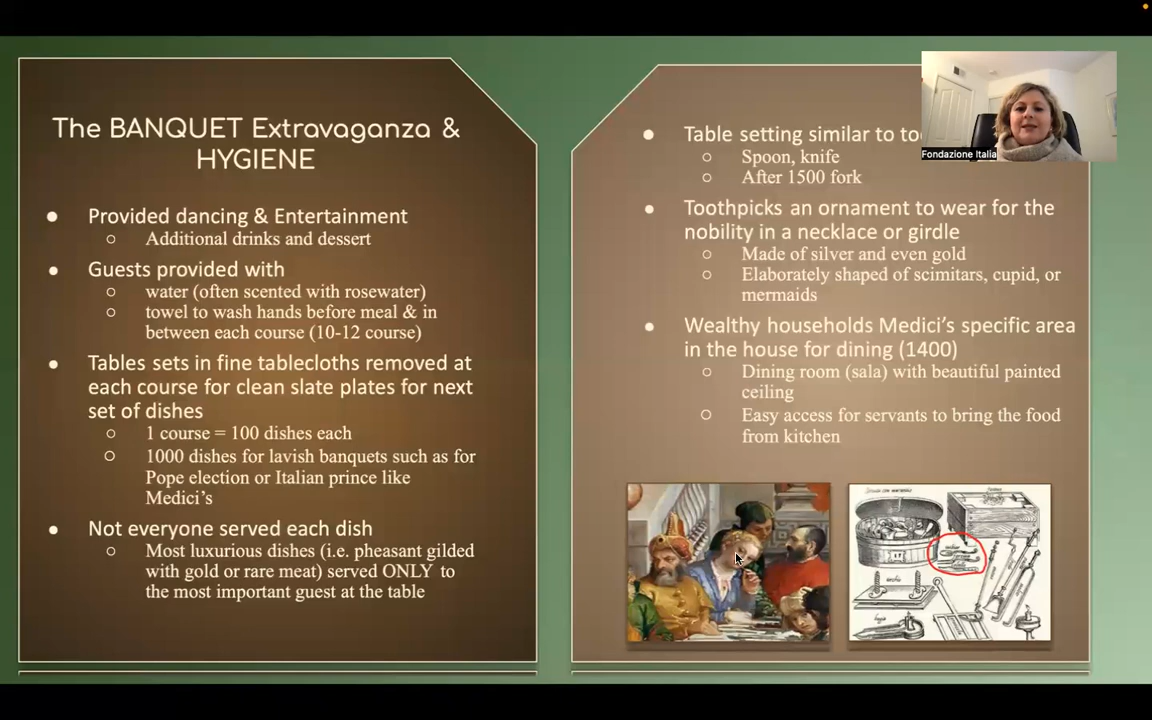 The BANQUET Extravaganza &
HYGIENE
● Provided dancing & Entertainment
○ Additional drinks and dessert
● Guests provided with
○ water (often scented with rosewater)
○ towel to wash hands before meal & in
between each course (10-12 course)
● Tables sets in fine tablecloths removed at
each course for clean slate plates for next
set of dishes
○ 1 course = 100 dishes each
○ 1000 dishes for lavish banquets such as for
Pope election or Italian prince like
Medici's
● Not everyone served each dish
○ Most luxurious dishes (i.e. pheasant gilded
with gold or rare meat) served ONLY to
the most important guest at the table
● Table setting similar to
○ Spoon, knife
○ After 1500 fork
● Toothpicks an ornament to wear for the
nobility in a necklace or girdle
○ Made of silver and even gold
○ Elaborately shaped of scimitars, cupid, or
mermaids
● Wealthy households Medici's specific area
in the house for dining (1400)
○ Dining room (sala) with beautiful painted
ceiling
○ Easy access for servants to bring the food
from kitchen
Fondazione Italia